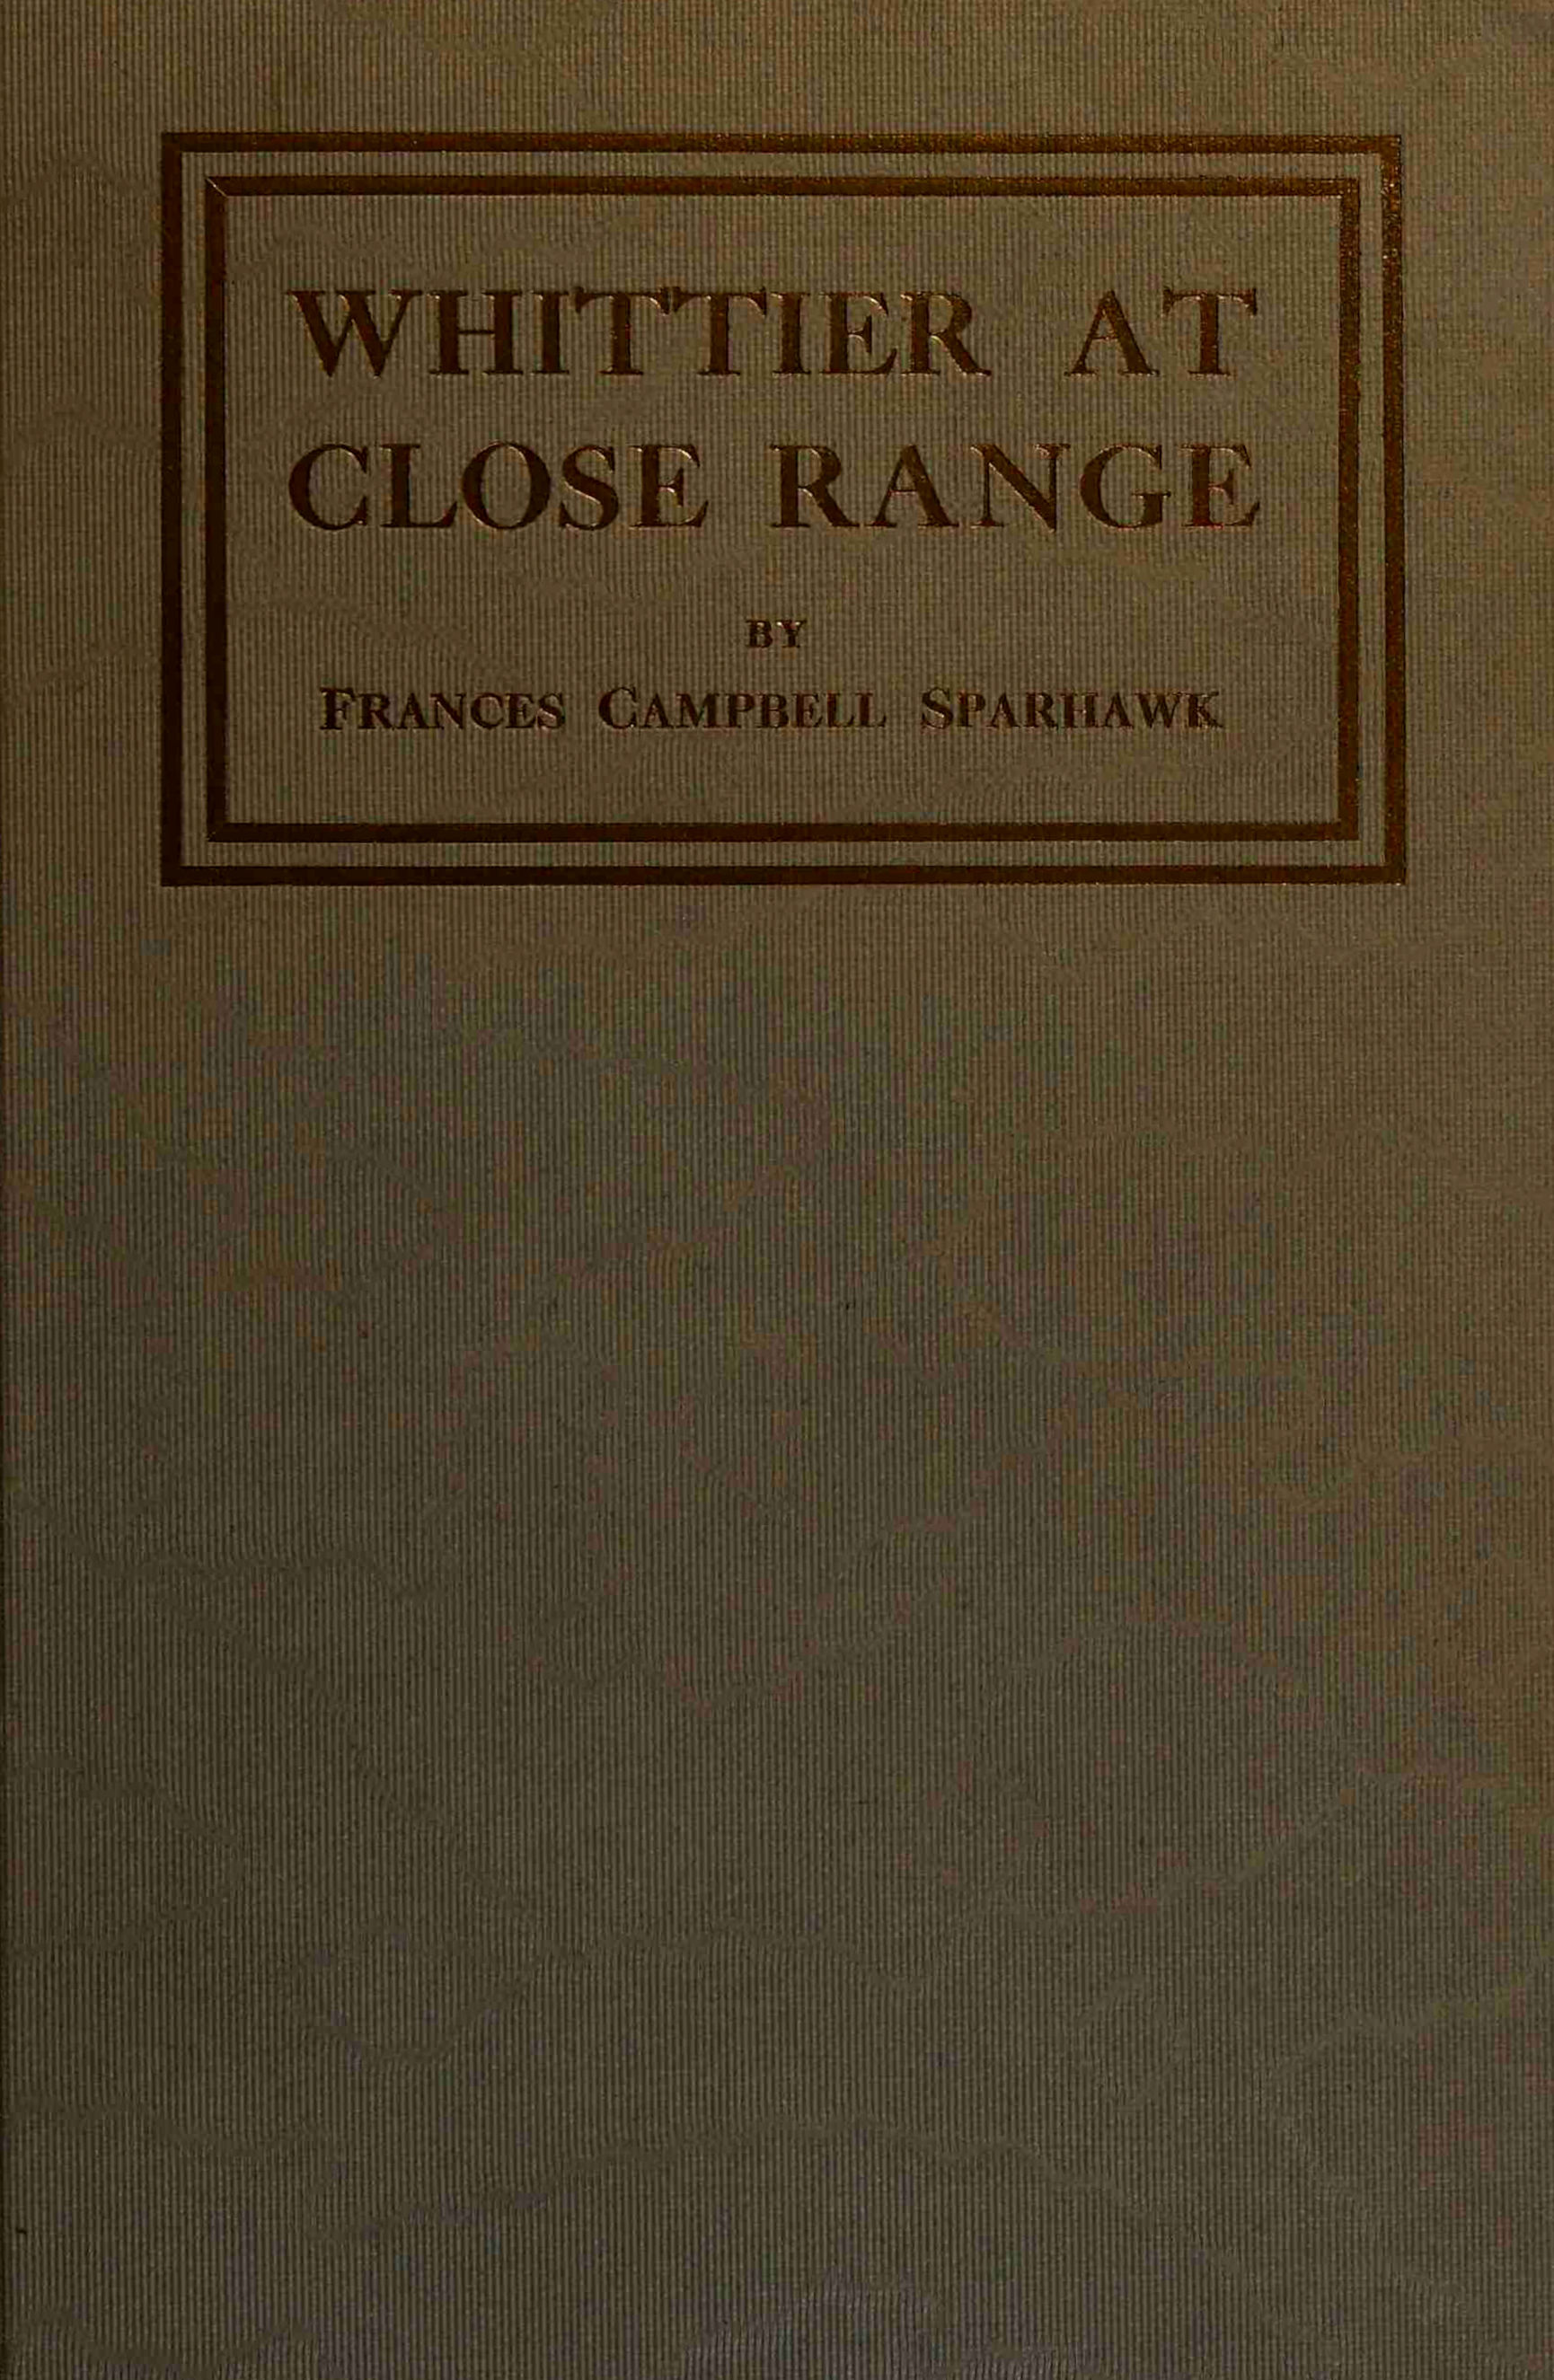 WHITTIER AT
CLOSE RANGE
BY
FRANCES CAMPBELL SPARHAWK